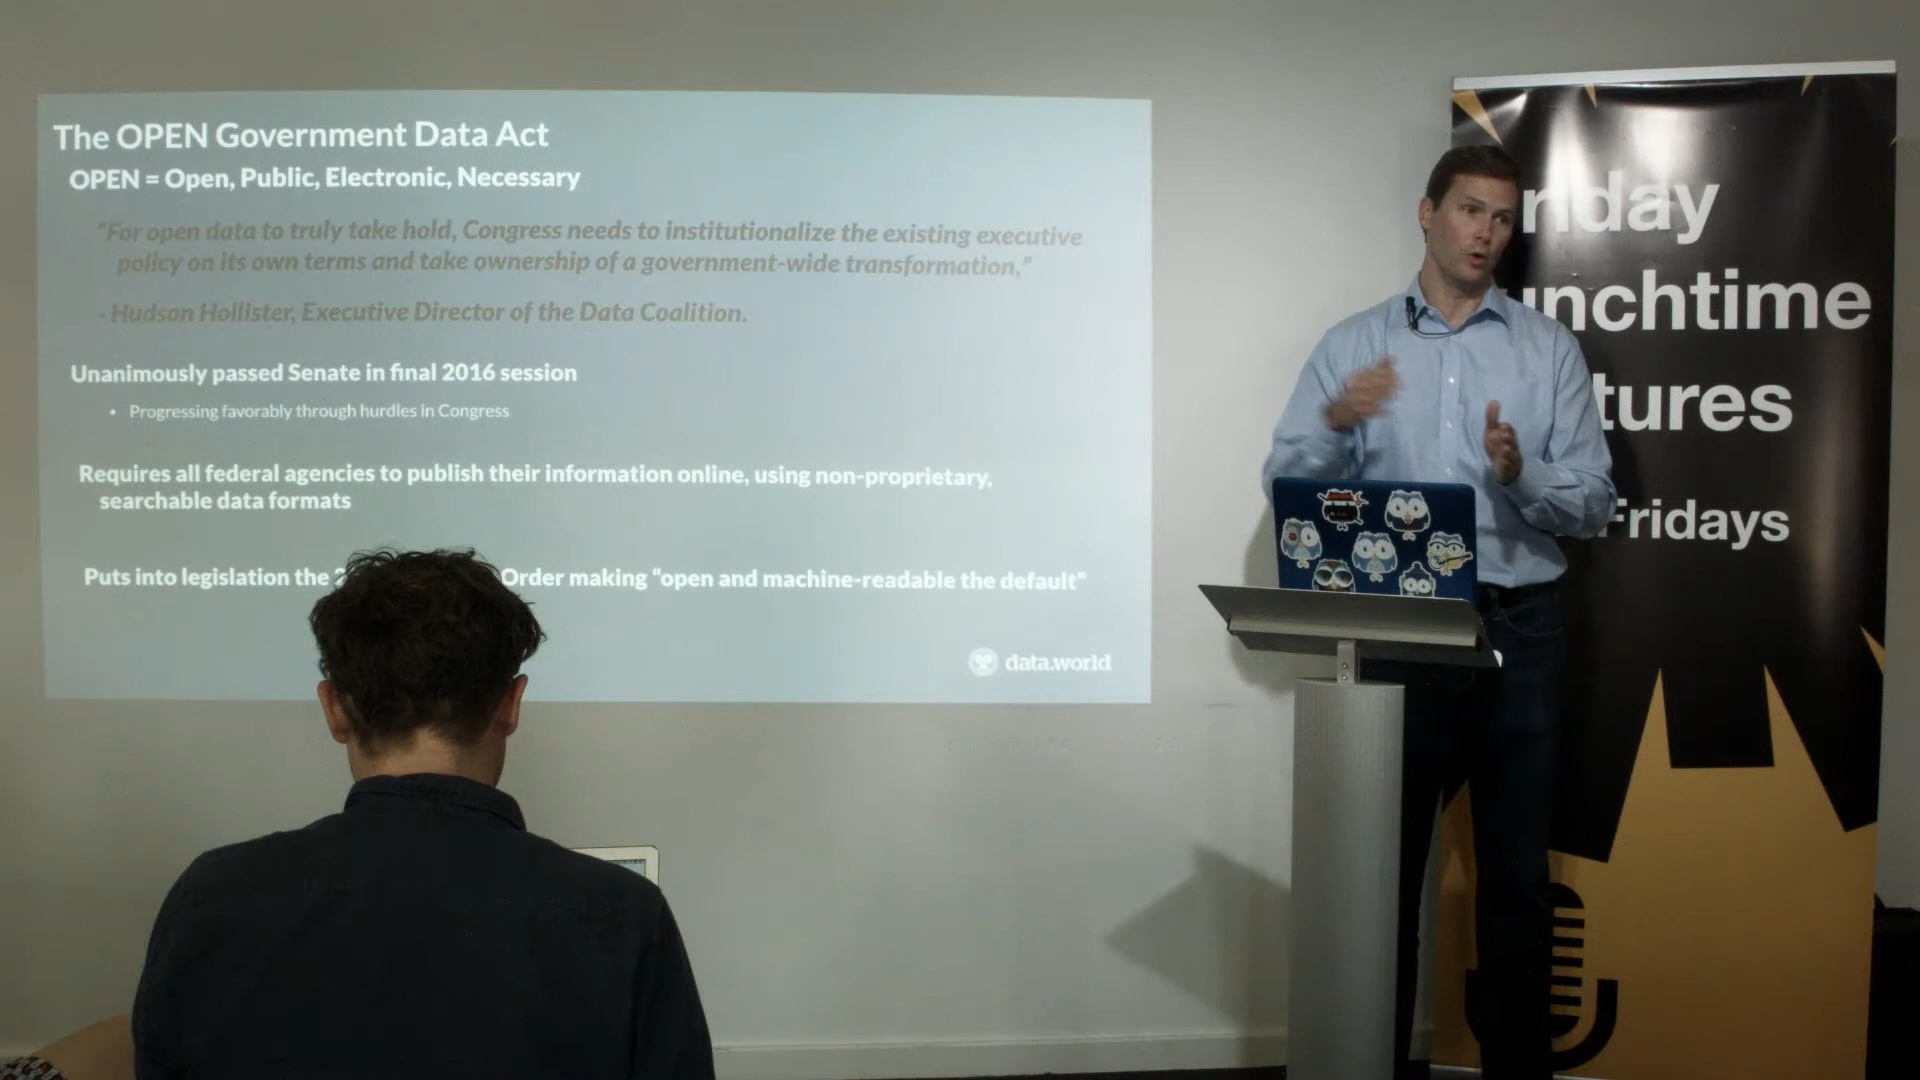 The OPEN Government Data Act
OPEN = Open, Public, Electronic, Necessary
"For open data to truly take hold, Congress needs to institutionalize the existing executive
policy on its own terms and take ownership of a government-wide transformation,"
- Hudson Hollister, Executive Director of the Data Coalition.
Unanimously passed Senate in final 2016 session
• Progressing favorably through hurdles in Congress
Requires all federal agencies to publish their information online, using non-proprietary,
searchable data formats
Puts into legislation the Order making "open and machine-readable the default"
data.world
nday
unchtime
tures
Fridays